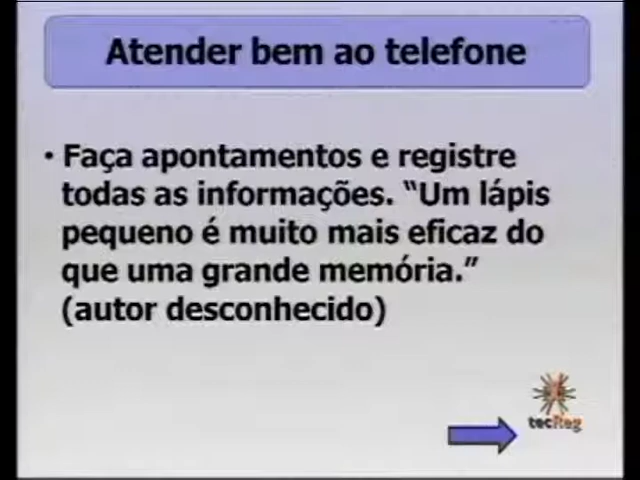 Atender bem ao telefone
• Faça apontamentos e registre
todas as informações. “Um lápis
pequeno é muito mais eficaz do
que uma grande memória.”
(autor desconhecido)
tecReg